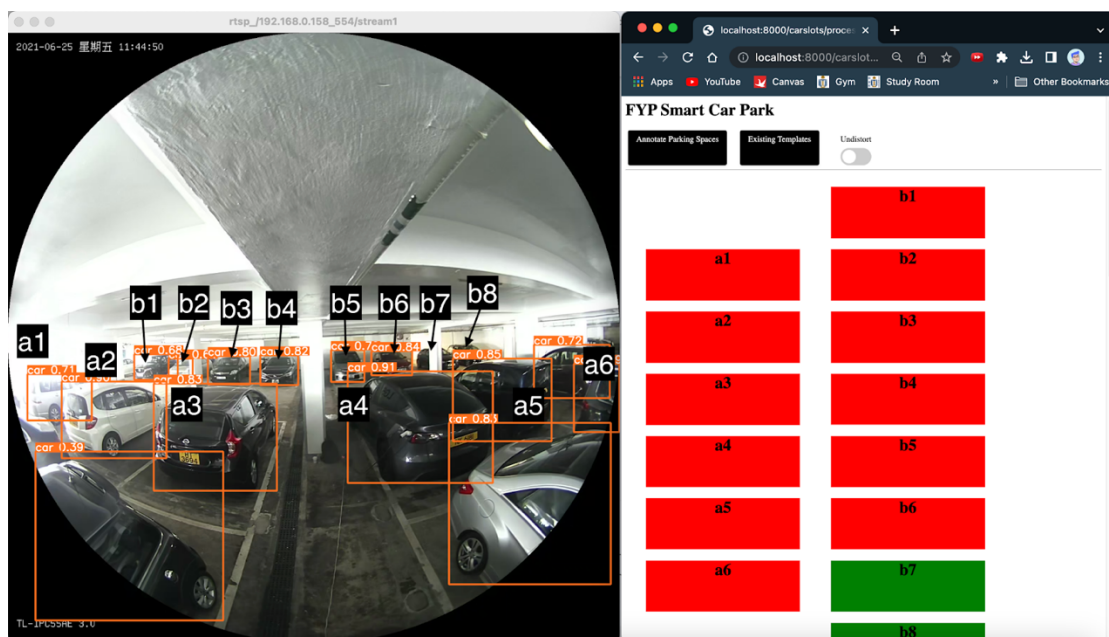 rtsp_/192.168.0.158_554/stream1
2021-06-25 星期五 11:44:50
b1
b2
b3
b4
b5
b6
b7
b8
a1
a2
a3
a4
a5
a6
car 0.68
car 0.80
car 0.82
car 0.84
car 0.85
car 0.72
car 0.71
car 0.83
car 0.91
car 0.83
car 0.39
TL-IPC55AE 3.0
localhost:8000/carslots/proces
localhost:8000/carslot...
Apps
YouTube
Canvas
Gym
Study Room
»
Other Bookmarks
FYP Smart Car Park
Annotate Parking Spaces
Existing Templates
Undistort
b1
a1
b2
a2
b3
a3
b4
a4
b5
a5
b6
a6
b7
b8